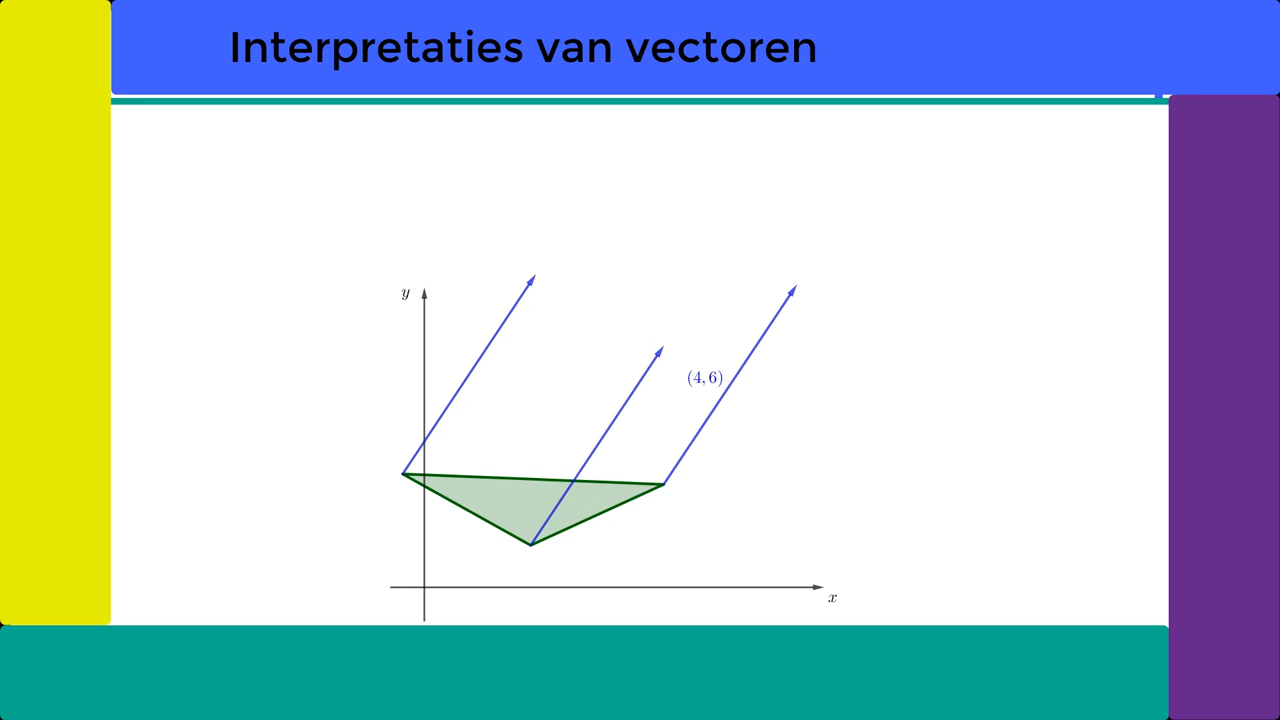 Interpretaties van vectoren
y
(4, 6)
x